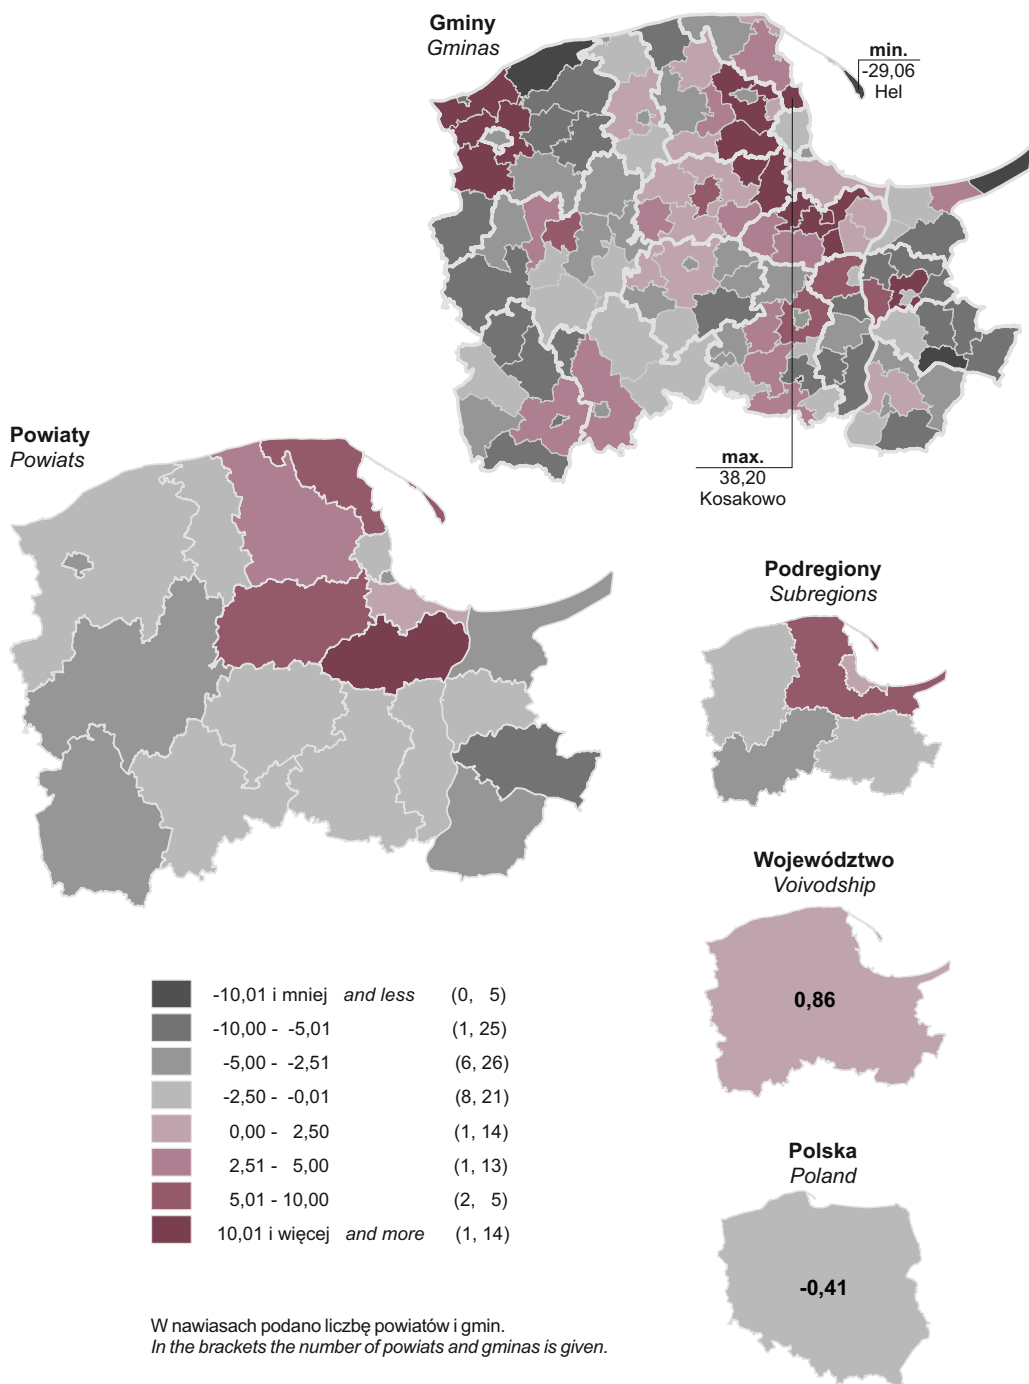 Gminy
Gminas
min.
-29,06
Hel
max.
38,20
Kosakowo
Powiaty
Powiats
Podregiony
Subregions
Województwo
Voivodship
0,86
Polska
Poland
-0,41
-10,01 i mniej and less (0, 5)
-10,00 - -5,01 (1, 25)
-5,00 - -2,51 (6, 26)
-2,50 - -0,01 (8, 21)
0,00 - 2,50 (1, 14)
2,51 - 5,00 (1, 13)
5,01 - 10,00 (2, 5)
10,01 i więcej and more (1, 14)
W nawiasach podano liczbę powiatów i gmin.
In the brackets the number of powiats and gminas is given.